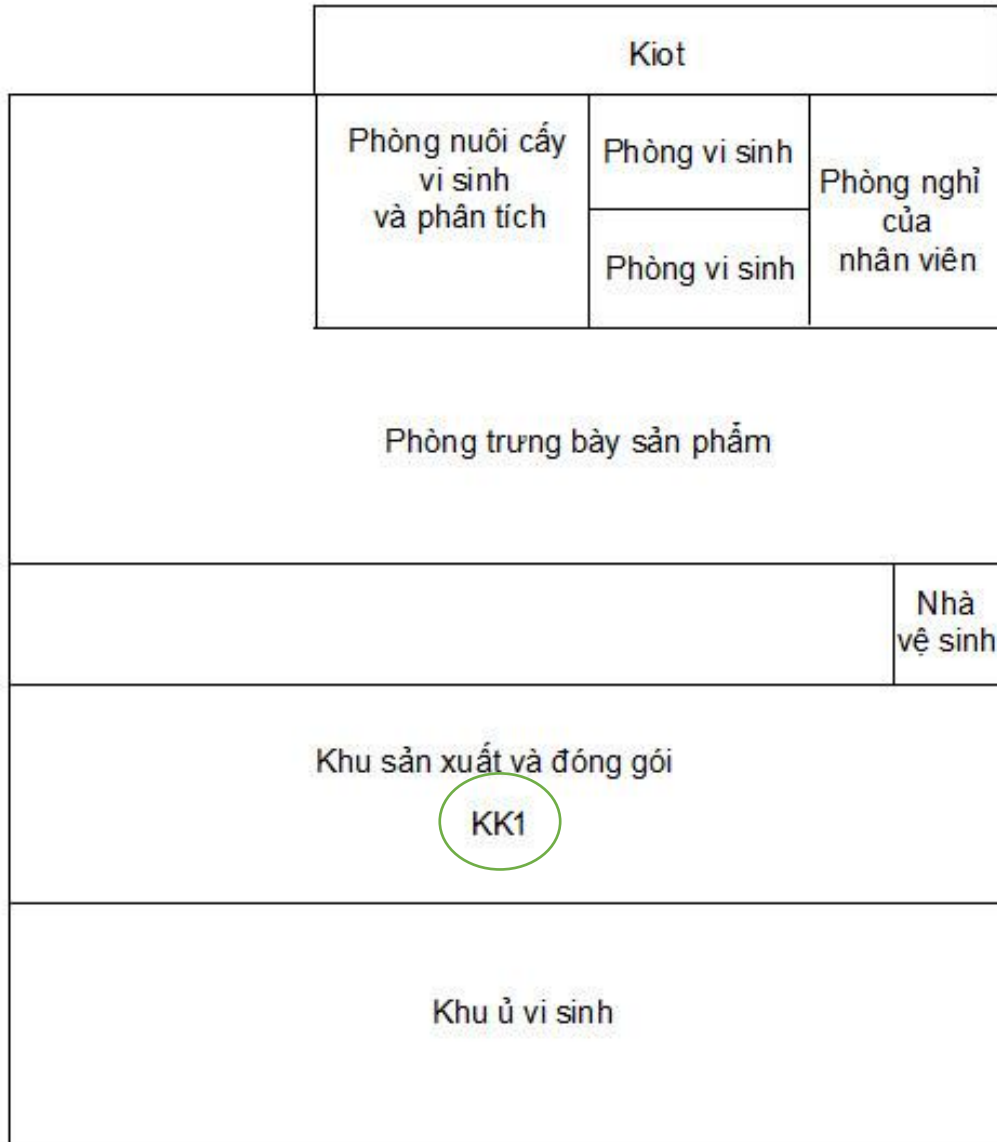 Kiot
Phòng nuôi cấy
vi sinh
và phân tích
Phòng vi sinh
Phòng vi sinh
Phòng nghỉ
của
nhân viên
Phòng trưng bày sản phẩm
Nhà
vệ sinh
Khu sản xuất và đóng gói
KK1
Khu ủ vi sinh